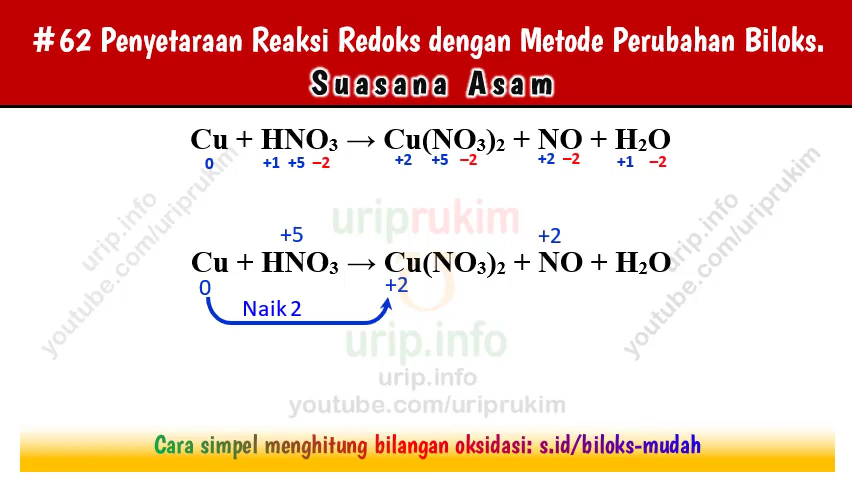 #62 Penyetaraan Reaksi Redoks dengan Metode Perubahan Biloks.
Suasana Asam
Cu + HNO₃ → Cu(NO₃)₂ + NO + H₂O
0 +1 +5 –2 +2 +5 –2 +2 –2 +1 –2
urip.info
youtube.com/uriprukim
urip.info
youtube.com/uriprukim
uriprukim
+5 +2
Cu + HNO₃ → Cu(NO₃)₂ + NO + H₂O
0 +2
Naik 2
urip.info
urip.info
youtube.com/uriprukim
Cara simpel menghitung bilangan oksidasi: s.id/biloks-mudah